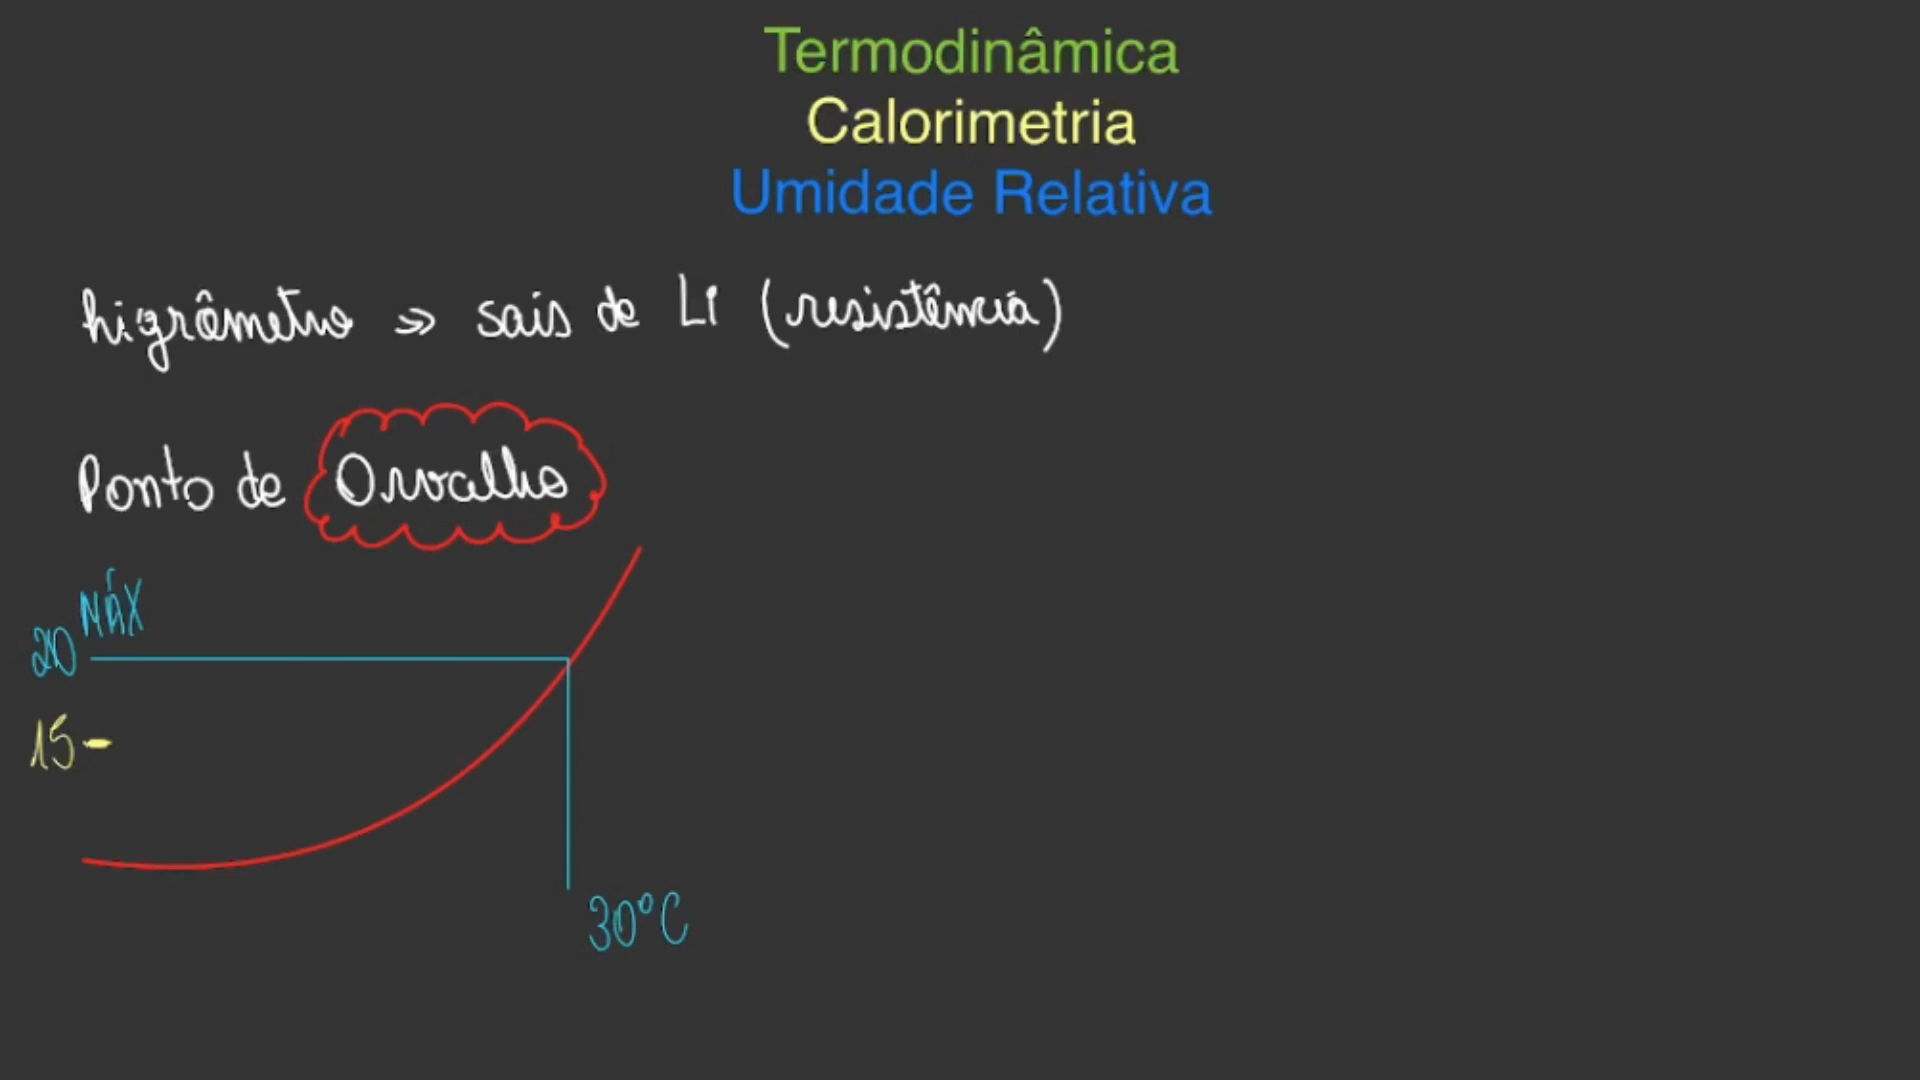 Termodinâmica
Calorimetria
Umidade Relativa
higrômetro => sais de Li (resistência)
Ponto de Orvalho
MÁX
20
15
30°C